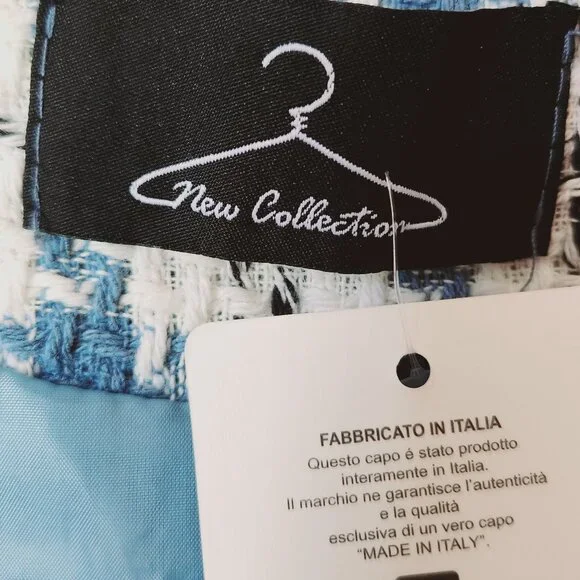 New Collection
FABBRICATO IN ITALIA
Questo capo é stato prodotto
interamente in Italia.
Il marchio ne garantisce l'autenticità
e la qualità
esclusiva di un vero capo
“MADE IN ITALY”.